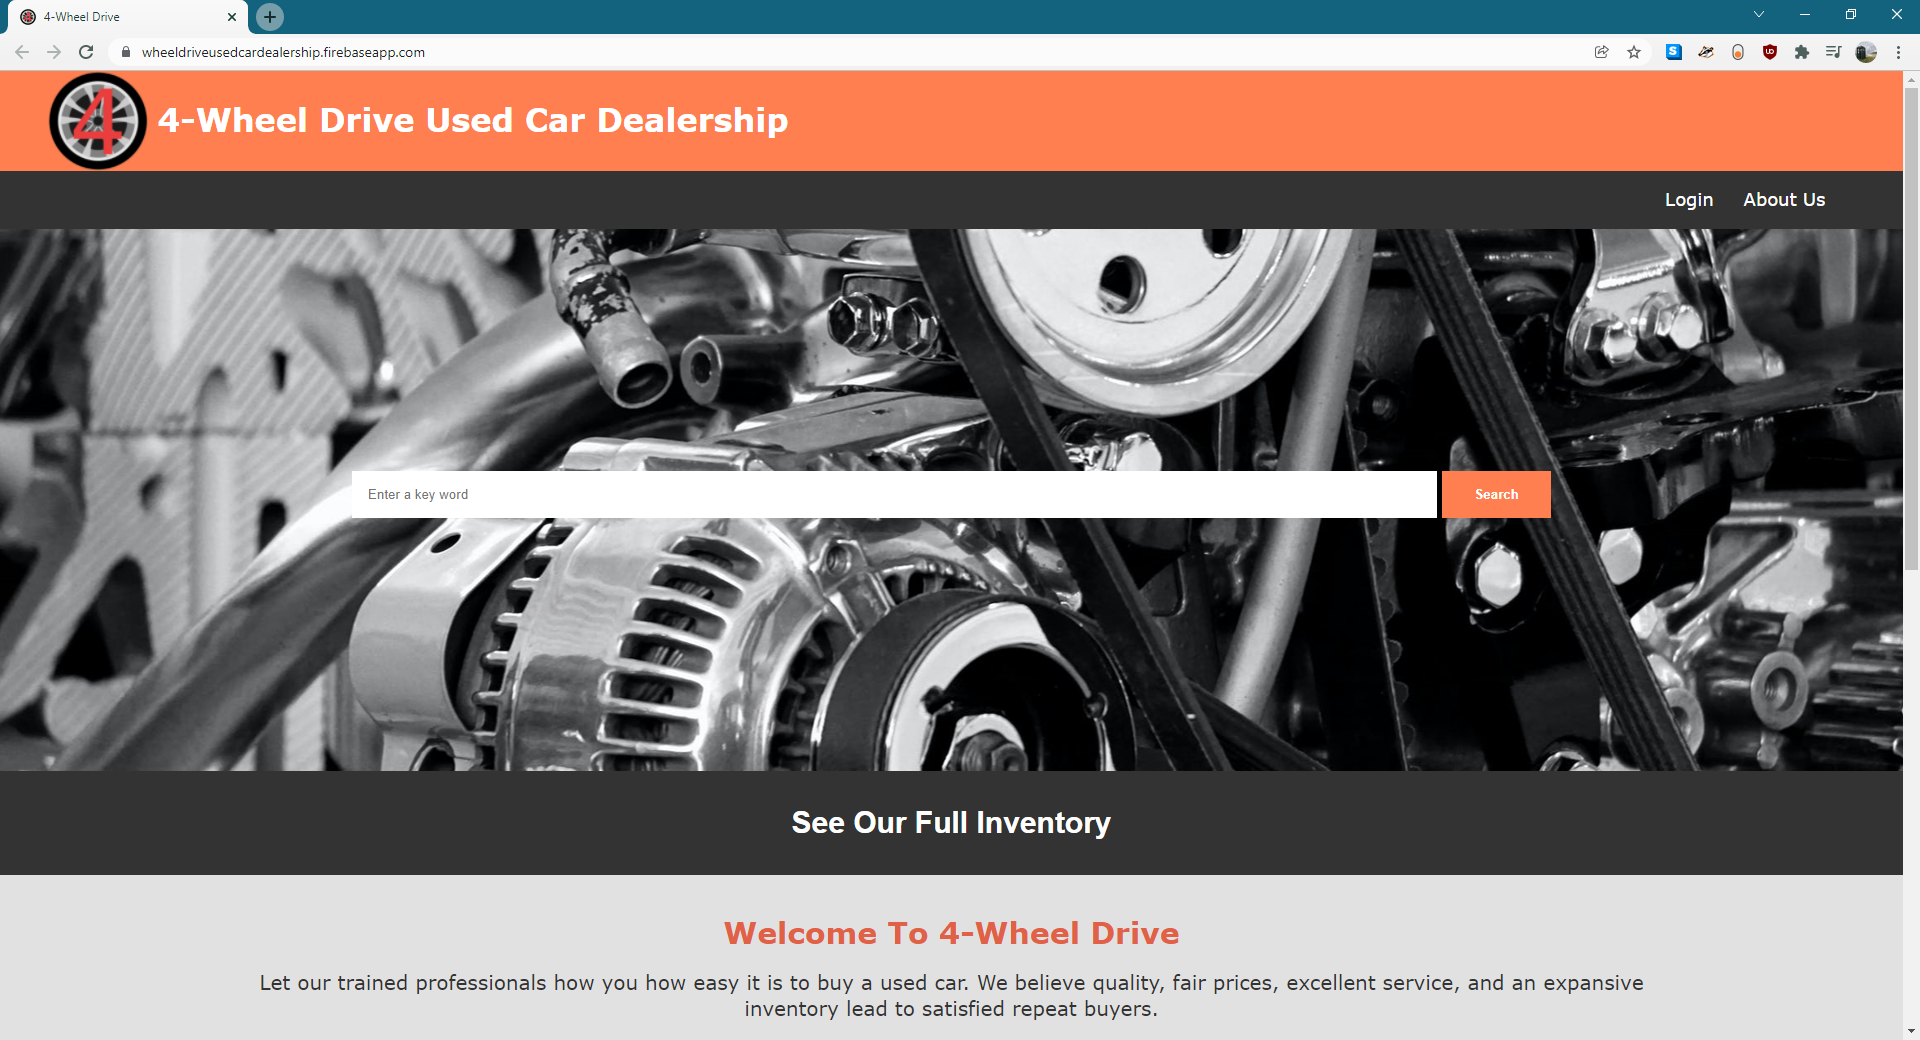 4-Wheel Drive
wheeldriveusedcardealership.firebaseapp.com
4
4-Wheel Drive Used Car Dealership
Login About Us
Enter a key word
Search
See Our Full Inventory
Welcome To 4-Wheel Drive
Let our trained professionals how you how easy it is to buy a used car. We believe quality, fair prices, excellent service, and an expansive
inventory lead to satisfied repeat buyers.